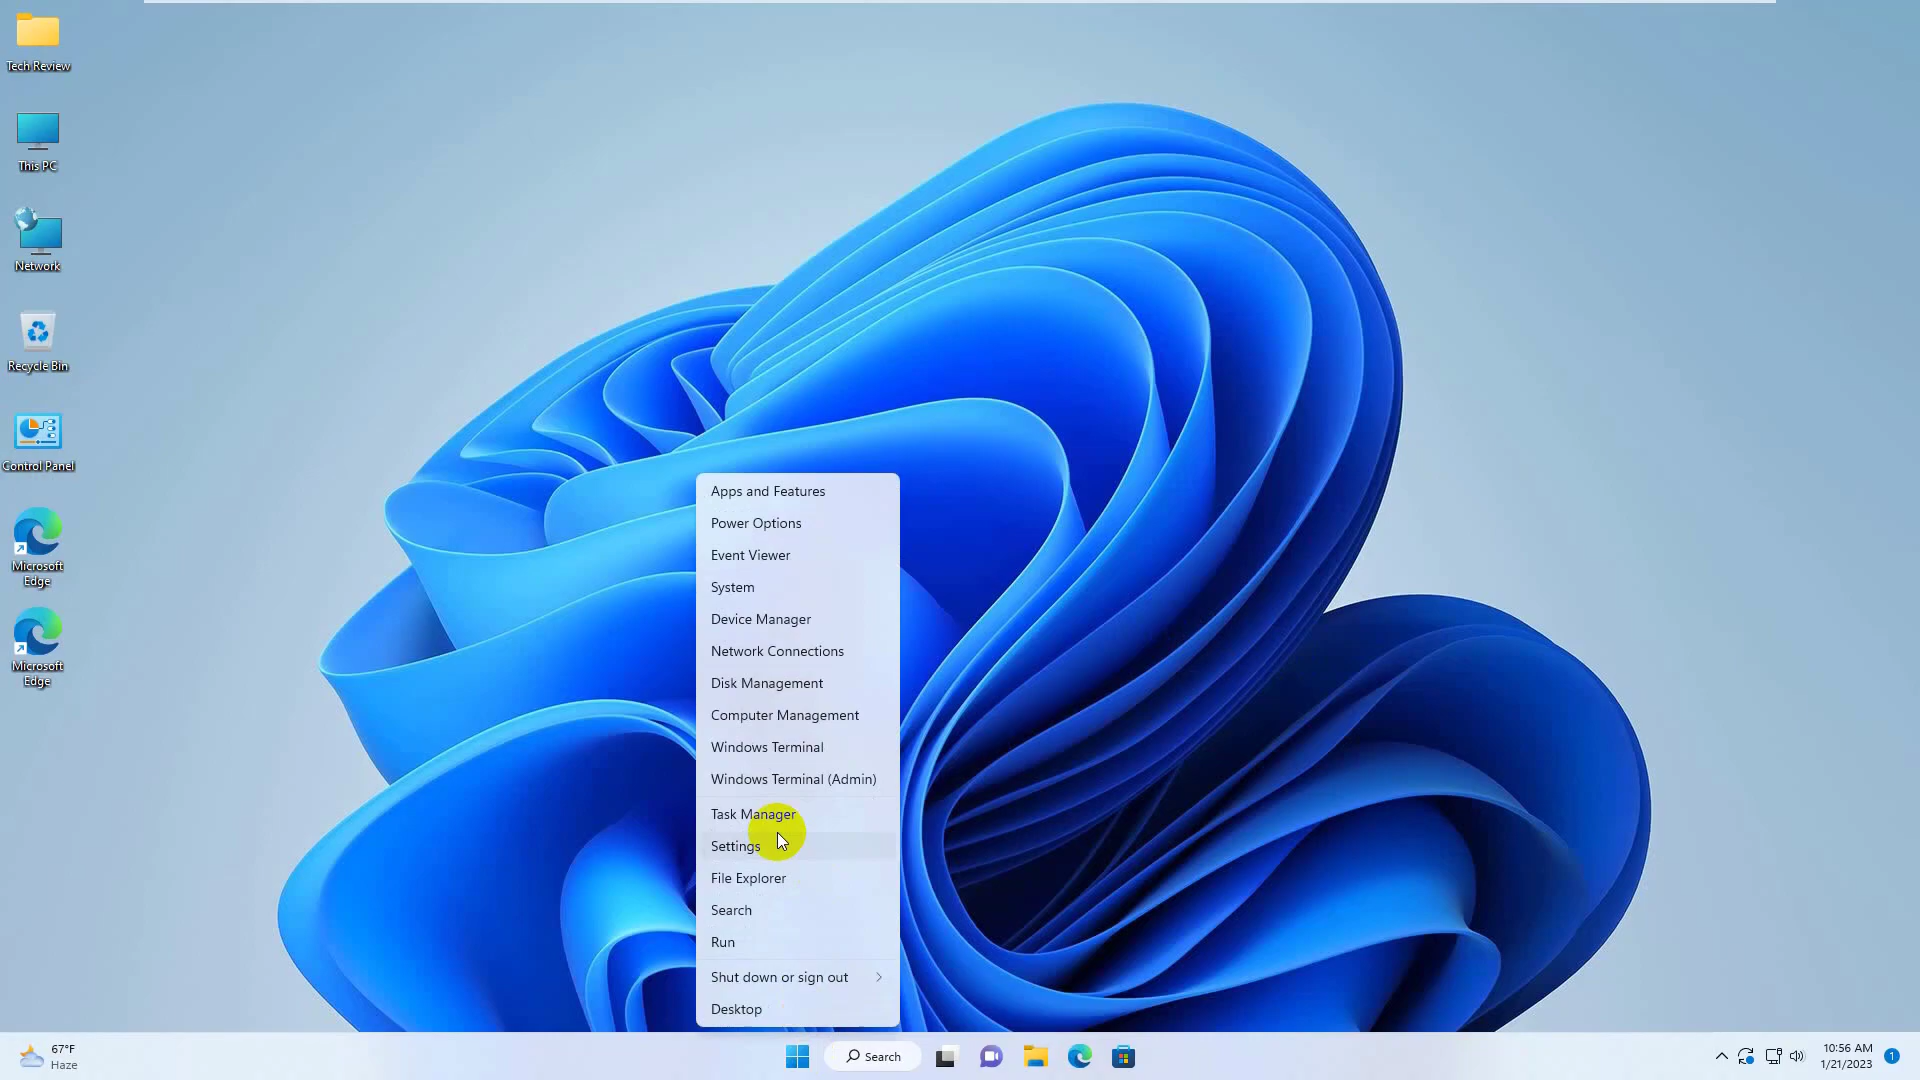 Tech Review
This PC
Network
Recycle Bin
Control Panel
Microsoft
Edge
Microsoft
Edge
Apps and Features
Power Options
Event Viewer
System
Device Manager
Network Connections
Disk Management
Computer Management
Windows Terminal
Windows Terminal (Admin)
Task Manager
Settings
File Explorer
Search
Run
Shut down or sign out
Desktop
67°F
Haze
Search
10:56 AM
1/21/2023
1